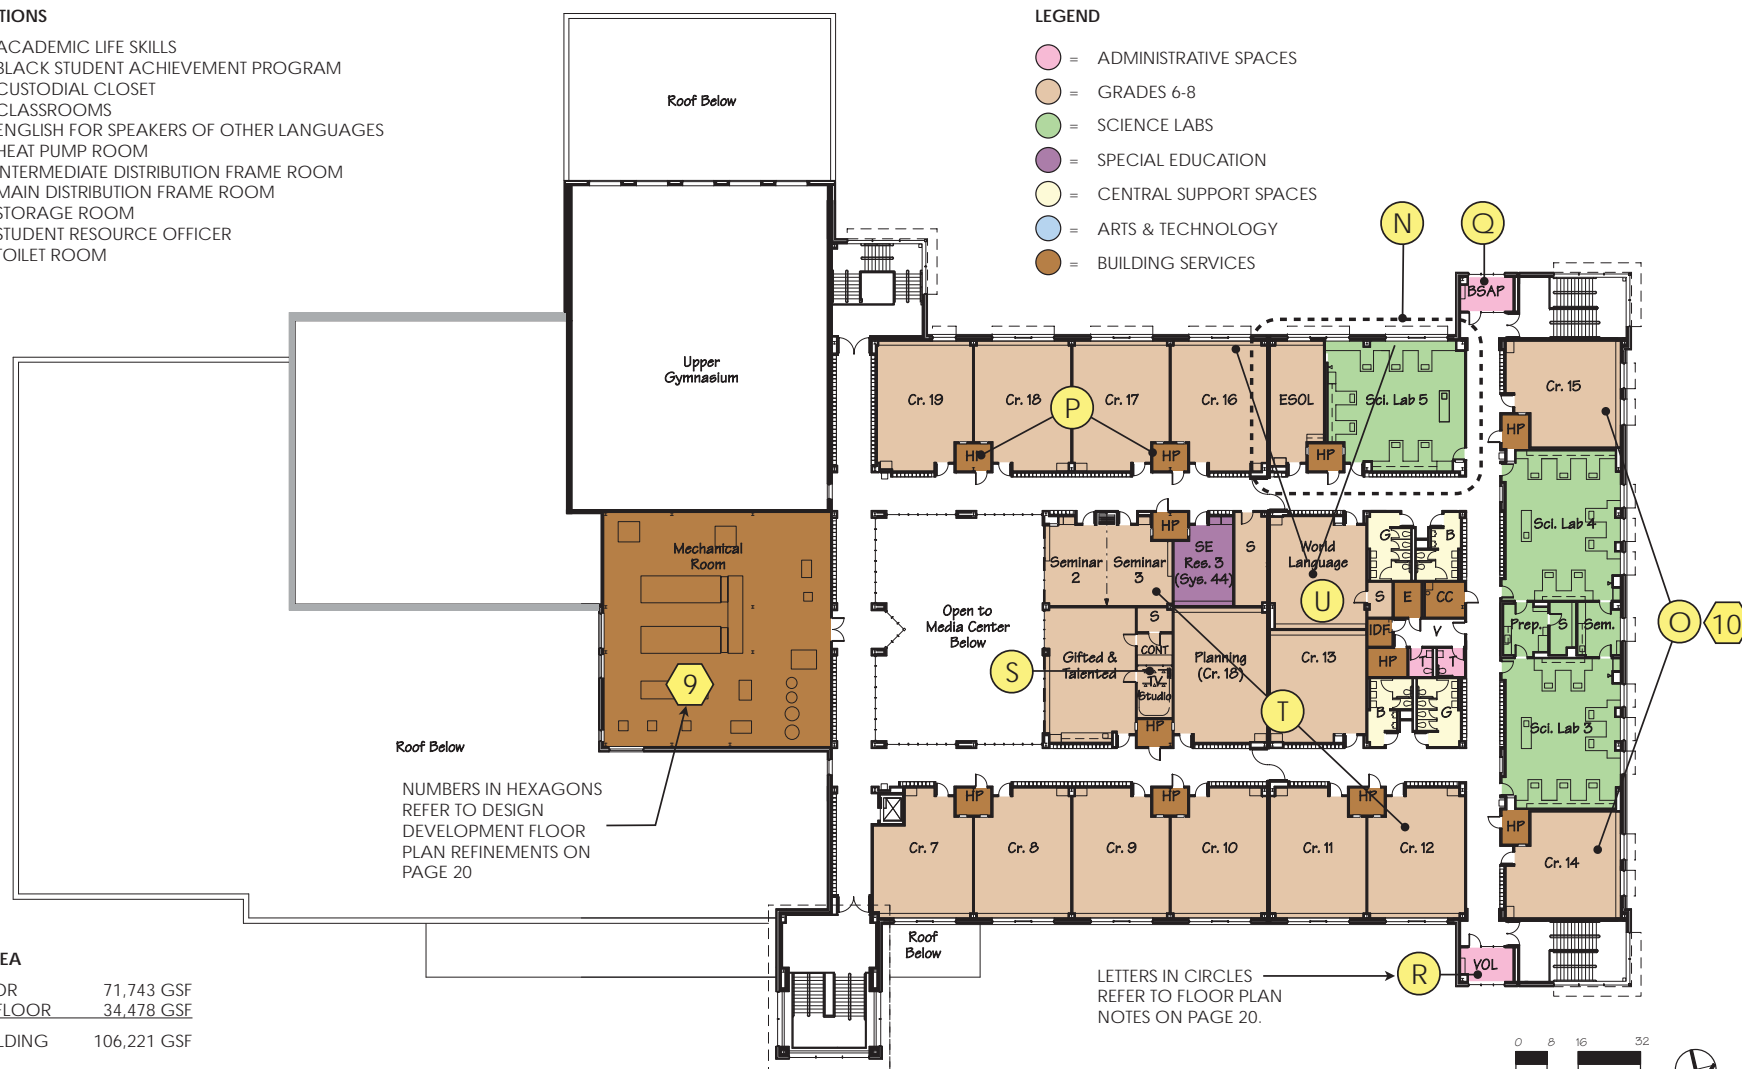 TIONS
ACADEMIC LIFE SKILLS
BLACK STUDENT ACHIEVEMENT PROGRAM
CUSTODIAL CLOSET
CLASSROOMS
ENGLISH FOR SPEAKERS OF OTHER LANGUAGES
HEAT PUMP ROOM
INTERMEDIATE DISTRIBUTION FRAME ROOM
MAIN DISTRIBUTION FRAME ROOM
STORAGE ROOM
STUDENT RESOURCE OFFICER
TOILET ROOM
LEGEND
= ADMINISTRATIVE SPACES
= GRADES 6-8
= SCIENCE LABS
= SPECIAL EDUCATION
= CENTRAL SUPPORT SPACES
= ARTS & TECHNOLOGY
= BUILDING SERVICES
Roof Below
N
Q
BSAP
Upper
Gymnasium
Cr. 19
Cr. 18
P
Cr. 17
Cr. 16
ESOL
Sci. Lab 5
Cr. 15
HP
HP
HP
HP
Mechanical
Room
9
Open to
Media Center
Below
Seminar
2
Seminar
3
HP
SE
Res. 3
(Sys. 44)
S
World
Language
U
G
B
S
E
CC
Sci. Lab 4
S
CONT
TV
Studio
HP
Gifted &
Talented
S
Planning
(Cr. 18)
Cr. 13
T
IDF
HP
V
T
T
B
G
Prep.
S
Sem.
O
10
Sci. Lab 3
Roof Below
NUMBERS IN HEXAGONS
REFER TO DESIGN
DEVELOPMENT FLOOR
PLAN REFINEMENTS ON
PAGE 20
HP
HP
HP
HP
Cr. 7
Cr. 8
Cr. 9
Cr. 10
Cr. 11
Cr. 12
Cr. 14
Roof
Below
VOL
R
LETTERS IN CIRCLES
REFER TO FLOOR PLAN
NOTES ON PAGE 20.
EA
OR 71,743 GSF
FLOOR 34,478 GSF
LDING 106,221 GSF
0 8 16 32